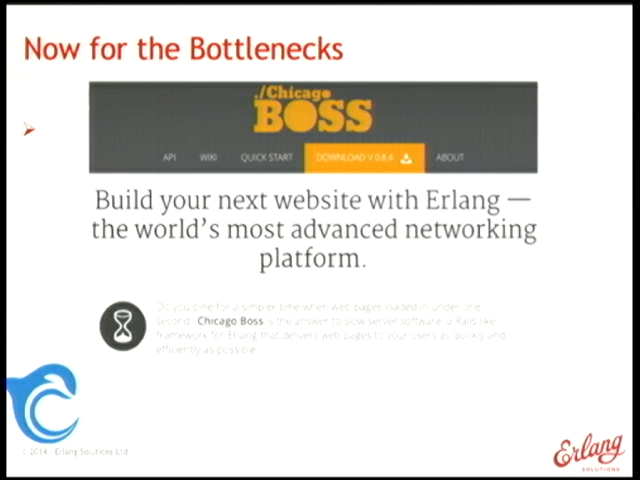 Now for the Bottlenecks
./Chicago
BOSS
API WIKI QUICK START DOWNLOAD V 0.8.4 ABOUT
Build your next website with Erlang —
the world's most advanced networking
platform.
Do you pine for a simpler time when web pages loaded in under one
second? Chicago Boss is the answer to slow server software: a Rails-like
framework for Erlang that delivers web pages to your users as quickly and
efficiently as possible.
© 2014 Erlang Solutions Ltd
Erlang
SOLUTIONS